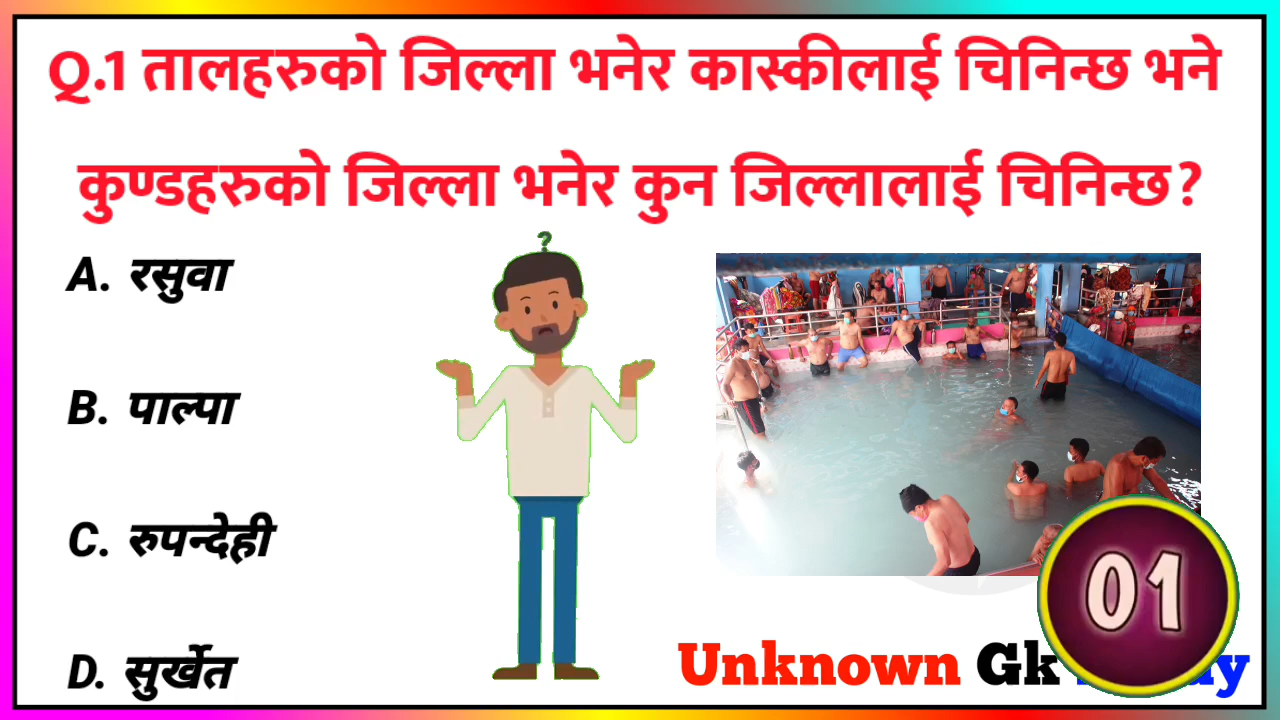 Q.1 तालहरुको जिल्ला भनेर कास्कीलाई चिनिन्छ भने
कुण्डहरुको जिल्ला भनेर कुन जिल्लालाई चिनिन्छ?
?
A. रसुवा
B. पाल्पा
C. रुपन्देही
D. सुर्खेत
01
Unknown Gk